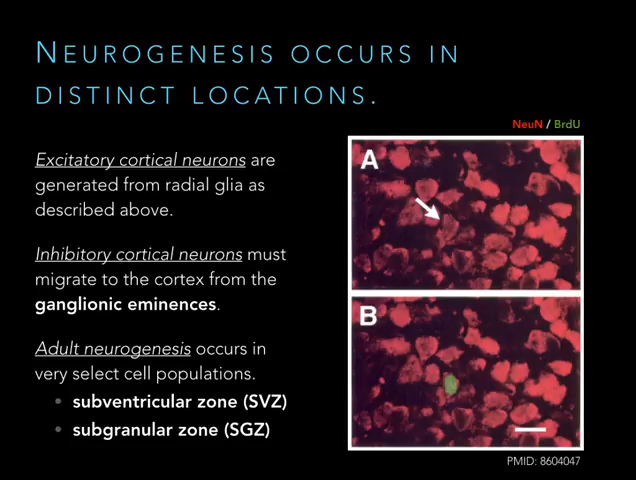 NEUROGENESIS OCCURS IN
DISTINCT LOCATIONS.
NeuN / BrdU
Excitatory cortical neurons are
generated from radial glia as
described above.
Inhibitory cortical neurons must
migrate to the cortex from the
ganglionic eminences.
Adult neurogenesis occurs in
very select cell populations.
• subventricular zone (SVZ)
• subgranular zone (SGZ)
A
B
PMID: 8604047